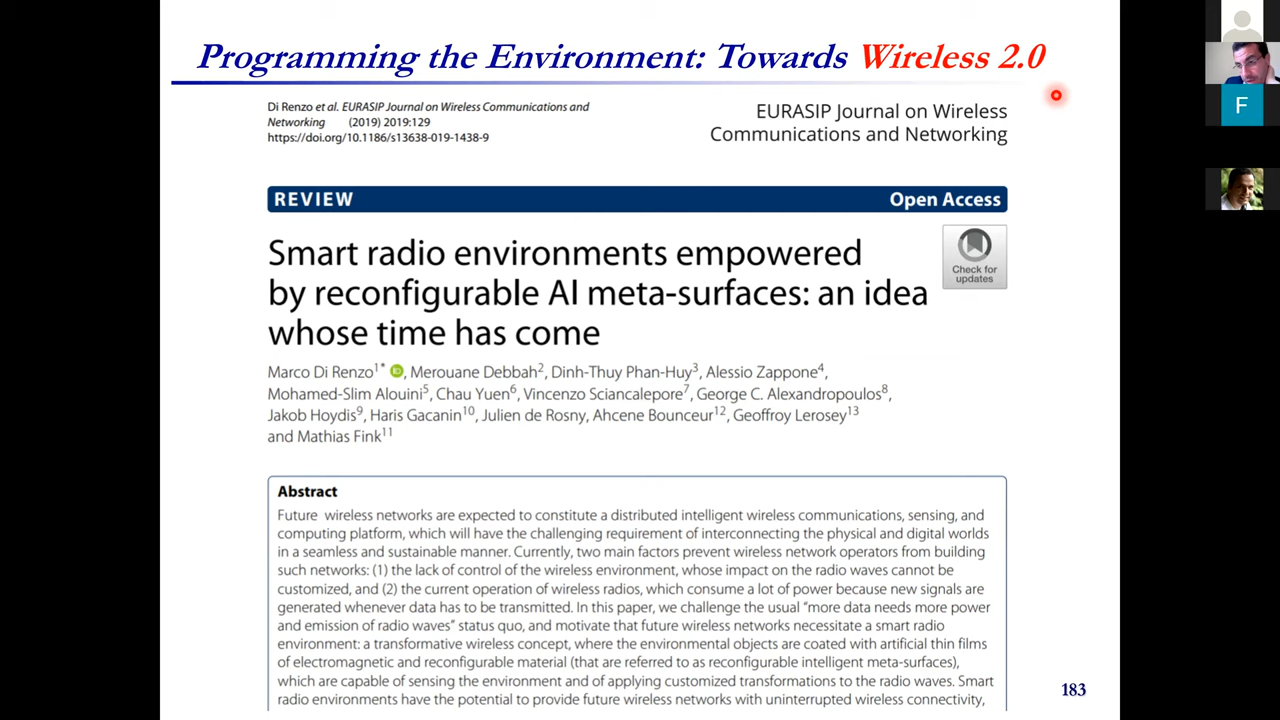 Programming the Environment: Towards Wireless 2.0
Di Renzo et al. EURASIP Journal on Wireless Communications and
Networking (2019) 2019:129
https://doi.org/10.1186/s13638-019-1438-9
EURASIP Journal on Wireless
Communications and Networking
REVIEW
Open Access
Smart radio environments empowered
by reconfigurable AI meta-surfaces: an idea
whose time has come
Check for
updates
Marco Di Renzo1*, Merouane Debbah2, Dinh-Thuy Phan-Huy3, Alessio Zappone4,
Mohamed-Slim Alouini5, Chau Yuen6, Vincenzo Sciancalepore7, George C. Alexandropoulos8,
Jakob Hoydis9, Haris Gacanin10, Julien de Rosny, Ahcene Bounceur12, Geoffroy Lerosey13
and Mathias Fink11
Abstract
Future wireless networks are expected to constitute a distributed intelligent wireless communications, sensing, and
computing platform, which will have the challenging requirement of interconnecting the physical and digital worlds
in a seamless and sustainable manner. Currently, two main factors prevent wireless network operators from building
such networks: (1) the lack of control of the wireless environment, whose impact on the radio waves cannot be
customized, and (2) the current operation of wireless radios, which consume a lot of power because new signals are
generated whenever data has to be transmitted. In this paper, we challenge the usual "more data needs more power
and emission of radio waves" status quo, and motivate that future wireless networks necessitate a smart radio
environment: a transformative wireless concept, where the environmental objects are coated with artificial thin films
of electromagnetic and reconfigurable material (that are referred to as reconfigurable intelligent meta-surfaces),
which are capable of sensing the environment and of applying customized transformations to the radio waves. Smart
radio environments have the potential to provide future wireless networks with uninterrupted wireless connectivity,
183
F